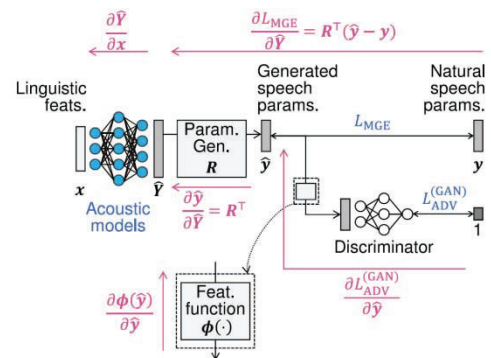 ∂Ŷ
∂x
∂L_MGE
∂Ŷ
= R^⊤(ŷ − y)
Linguistic
feats.
Generated
speech
params.
Natural
speech
params.
Param.
Gen.
R
L_MGE
x
Ŷ
ŷ
y
Acoustic
models
∂ŷ
∂Ŷ
= R^⊤
L_ADV^(GAN)
Discriminator
1
∂ϕ(ŷ)
∂ŷ
Feat.
function
ϕ(·)
∂L_ADV^(GAN)
∂ŷ